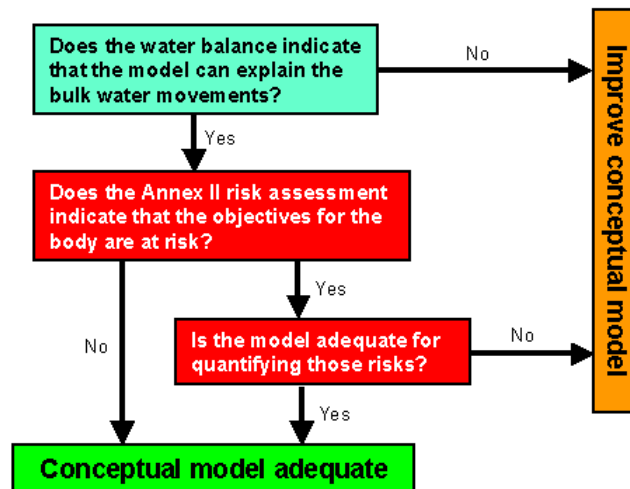 Does the water balance indicate
that the model can explain the
bulk water movements?
No
Yes
Does the Annex II risk assessment
indicate that the objectives for the
body are at risk?
Yes
No
Is the model adequate for
quantifying those risks?
No
Yes
Conceptual model adequate
Improve conceptual model